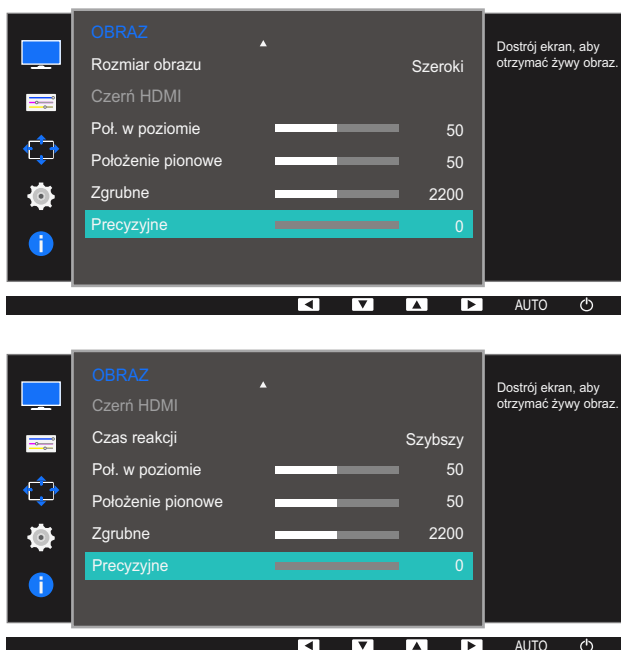 OBRAZ
Rozmiar obrazu Szeroki
Czerń HDMI
Poł. w poziomie 50
Położenie pionowe 50
Zgrubne 2200
Precyzyjne 0
Dostrój ekran, aby
otrzymać żywy obraz.
AUTO
OBRAZ
Czerń HDMI
Czas reakcji Szybszy
Poł. w poziomie 50
Położenie pionowe 50
Zgrubne 2200
Precyzyjne 0
Dostrój ekran, aby
otrzymać żywy obraz.
AUTO